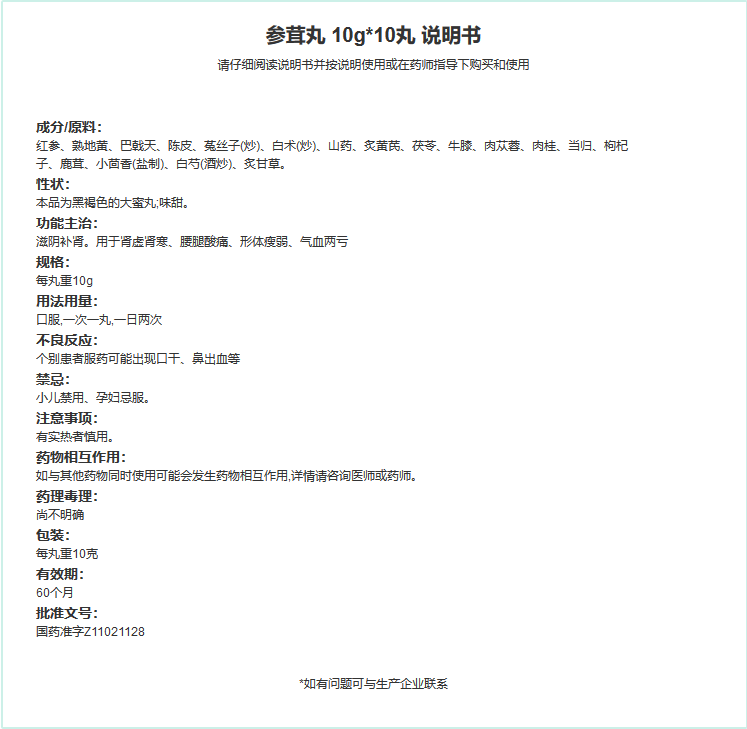 参茸丸 10g*10丸 说明书
请仔细阅读说明书并按说明使用或在药师指导下购买和使用
成分/原料：
红参、熟地黄、巴戟天、陈皮、菟丝子(炒)、白术(炒)、山药、炙黄芪、茯苓、牛膝、肉苁蓉、肉桂、当归、枸杞
子、鹿茸、小茴香(盐制)、白芍(酒炒)、炙甘草。
性状：
本品为黑褐色的大蜜丸;味甜。
功能主治：
滋阴补肾。用于肾虚肾寒、腰腿酸痛、形体瘦弱、气血两亏
规格：
每丸重10g
用法用量：
口服,一次一丸,一日两次
不良反应：
个别患者服药可能出现口干、鼻出血等
禁忌：
小儿禁用、孕妇忌服。
注意事项：
有实热者慎用。
药物相互作用：
如与其他药物同时使用可能会发生药物相互作用,详情请咨询医师或药师。
药理毒理：
尚不明确
包装：
每丸重10克
有效期：
60个月
批准文号：
国药准字Z11021128
*如有问题可与生产企业联系